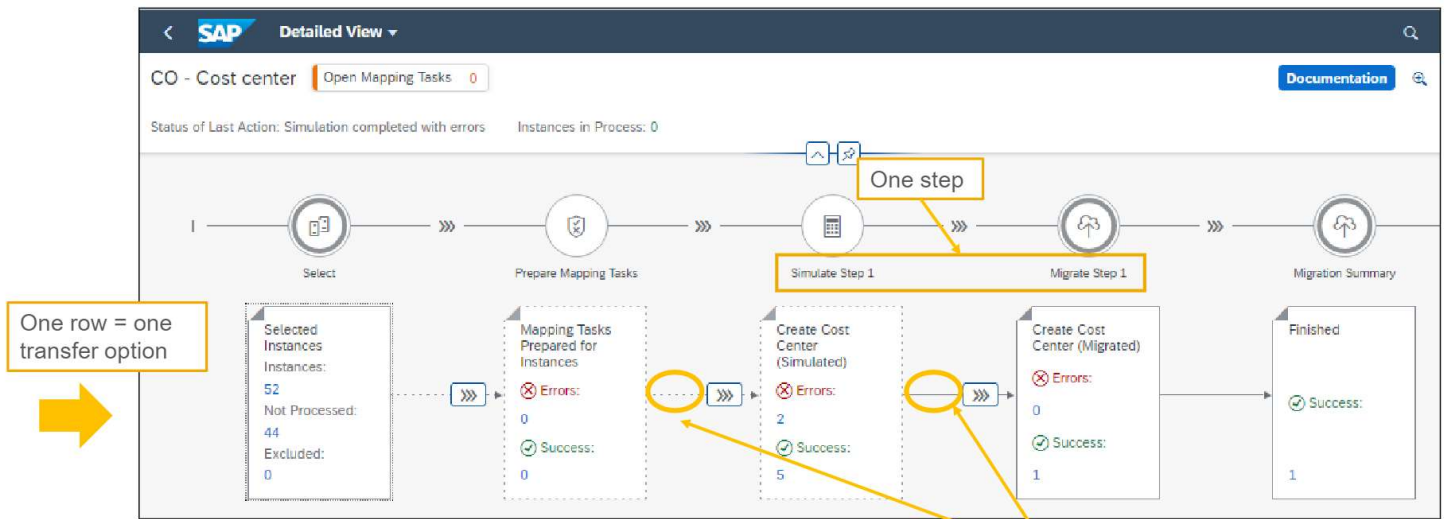 SAP Detailed View
CO - Cost center Open Mapping Tasks 0 Documentation
Status of Last Action: Simulation completed with errors Instances in Process: 0
One step
Select Prepare Mapping Tasks Simulate Step 1 Migrate Step 1 Migration Summary
One row = one
transfer option
Selected
Instances
Instances:
52
Not Processed:
44
Excluded:
0
Mapping Tasks
Prepared for
Instances
Errors:
0
Success:
0
Create Cost
Center
(Simulated)
Errors:
2
Success:
5
Create Cost
Center (Migrated)
Errors:
0
Success:
1
Finished
Success:
1